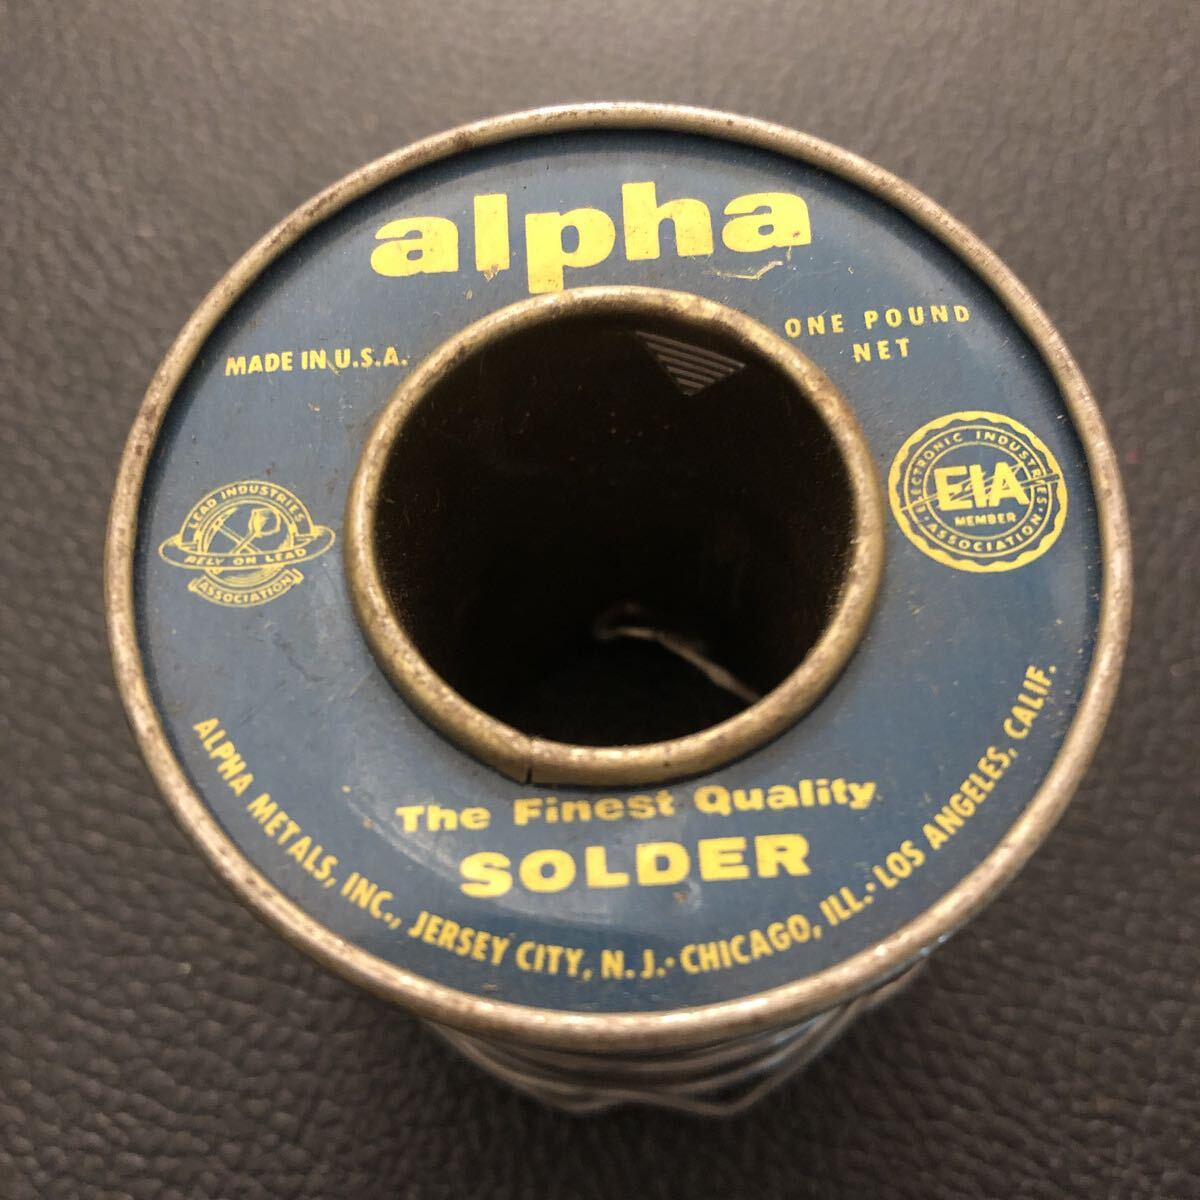 alpha
MADE IN U.S.A.
ONE POUND
NET
LEAD INDUSTRIES
RELY ON LEAD
ASSOCIATION
ELECTRONIC INDUSTRIES
EIA
MEMBER
ASSOCIATION
The Finest Quality
SOLDER
ALPHA METALS, INC., JERSEY CITY, N. J. · CHICAGO, ILL. · LOS ANGELES, CALIF.